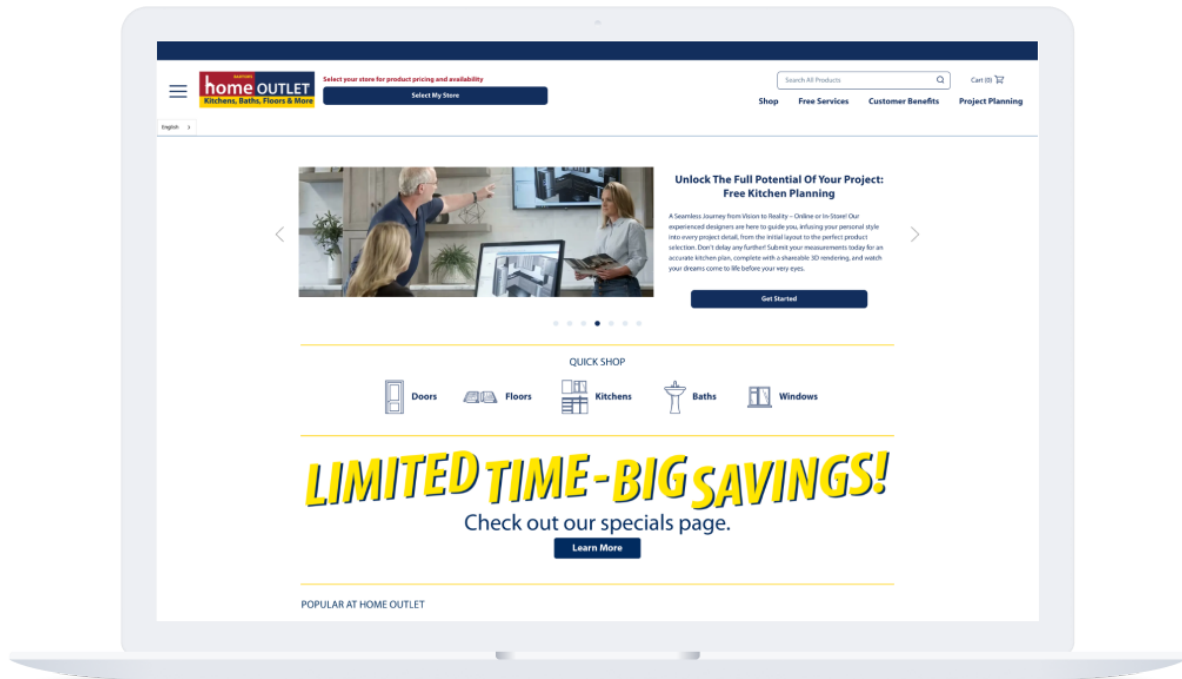 BARTON'S
home OUTLET
Kitchens, Baths, Floors & More
Select your store for product pricing and availability
Select My Store
Search All Products
Cart (0)
Shop Free Services Customer Benefits Project Planning
English
Unlock The Full Potential Of Your Project:
Free Kitchen Planning
A Seamless Journey from Vision to Reality – Online or In-Store! Our
experienced designers are here to guide you, infusing your personal style
into every project detail, from the initial layout to the perfect product
selection. Don't delay any further! Submit your measurements today for an
accurate kitchen plan, complete with a shareable 3D rendering, and watch
your dreams come to life before your very eyes.
Get Started
QUICK SHOP
Doors Floors Kitchens Baths Windows
LIMITED TIME-BIG SAVINGS!
Check out our specials page.
Learn More
POPULAR AT HOME OUTLET